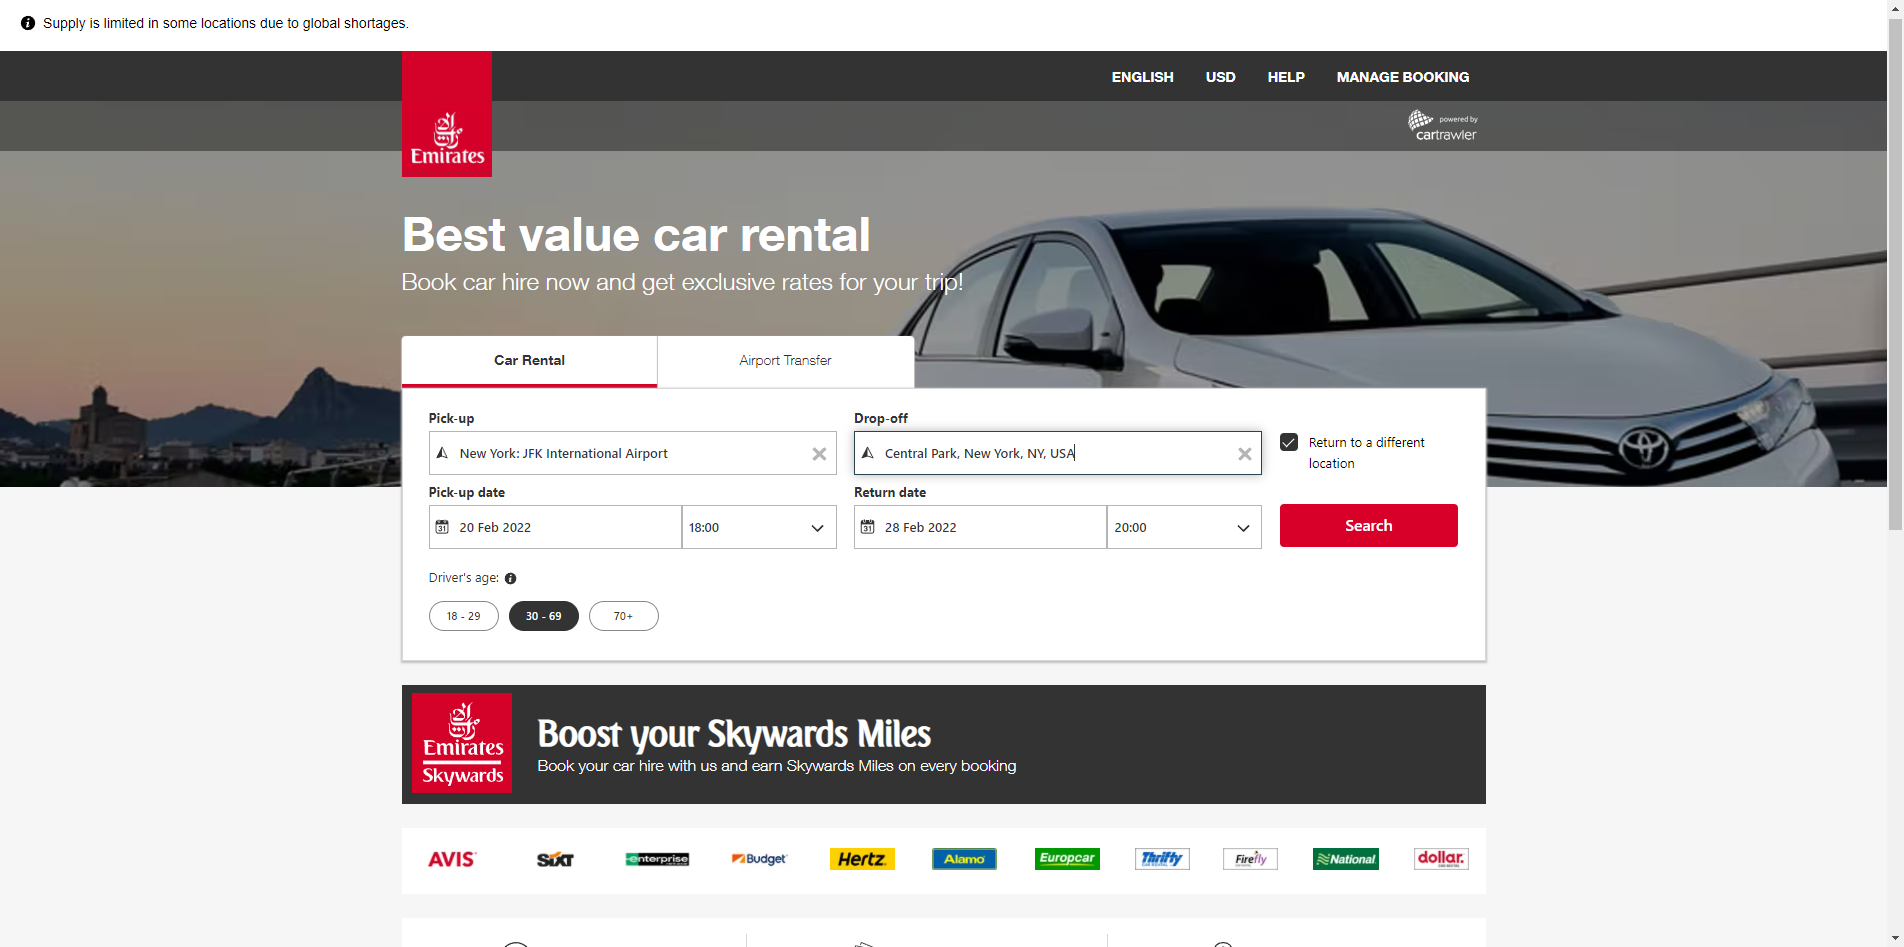 Supply is limited in some locations due to global shortages.
ENGLISH USD HELP MANAGE BOOKING
Emirates
powered by
cartrawler
Best value car rental
Book car hire now and get exclusive rates for your trip!
Car Rental Airport Transfer
Pick-up
New York: JFK International Airport
Drop-off
Central Park, New York, NY, USA
Return to a different
location
Pick-up date
20 Feb 2022 18:00
Return date
28 Feb 2022 20:00
Search
Driver's age:
18 - 29 30 - 69 70+
Emirates
Skywards
Boost your Skywards Miles
Book your car hire with us and earn Skywards Miles on every booking
AVIS SIXT enterprise Budget Hertz Alamo Europcar Thrifty Firefly National dollar.